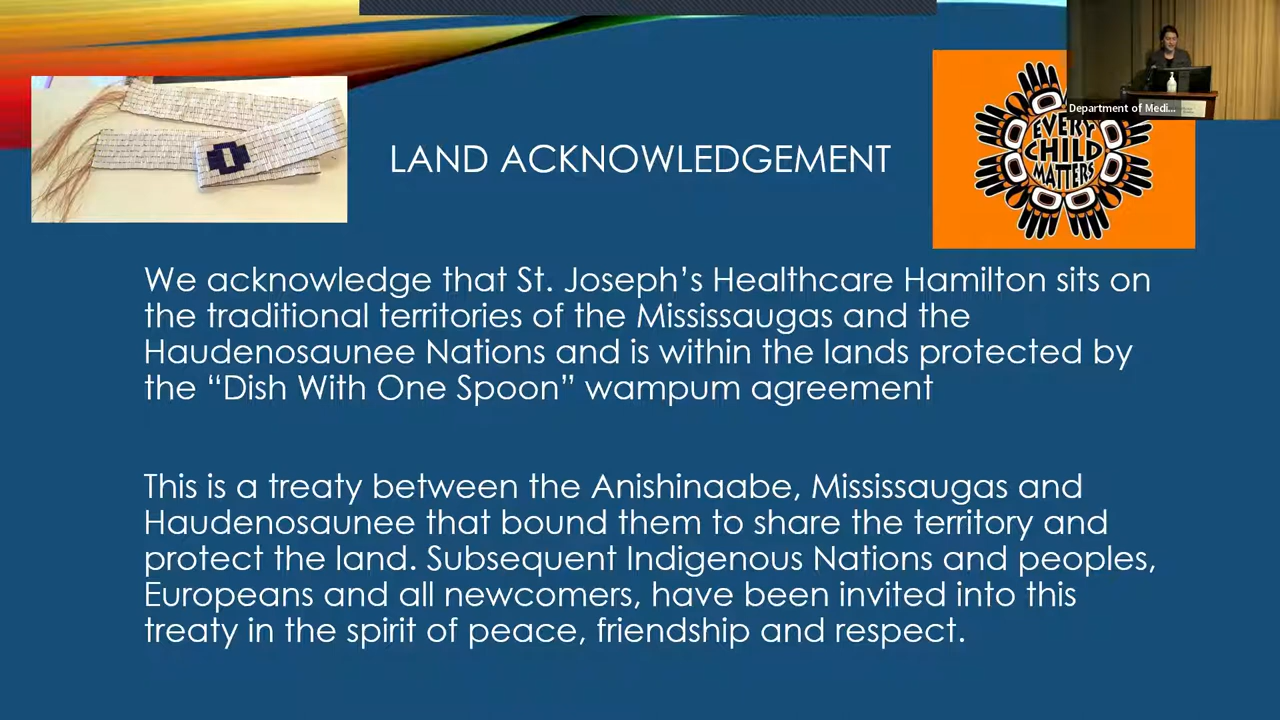 Department of Medi...
EVERY
CHILD
MATTERS
LAND ACKNOWLEDGEMENT
We acknowledge that St. Joseph’s Healthcare Hamilton sits on
the traditional territories of the Mississaugas and the
Haudenosaunee Nations and is within the lands protected by
the “Dish With One Spoon” wampum agreement
This is a treaty between the Anishinaabe, Mississaugas and
Haudenosaunee that bound them to share the territory and
protect the land. Subsequent Indigenous Nations and peoples,
Europeans and all newcomers, have been invited into this
treaty in the spirit of peace, friendship and respect.